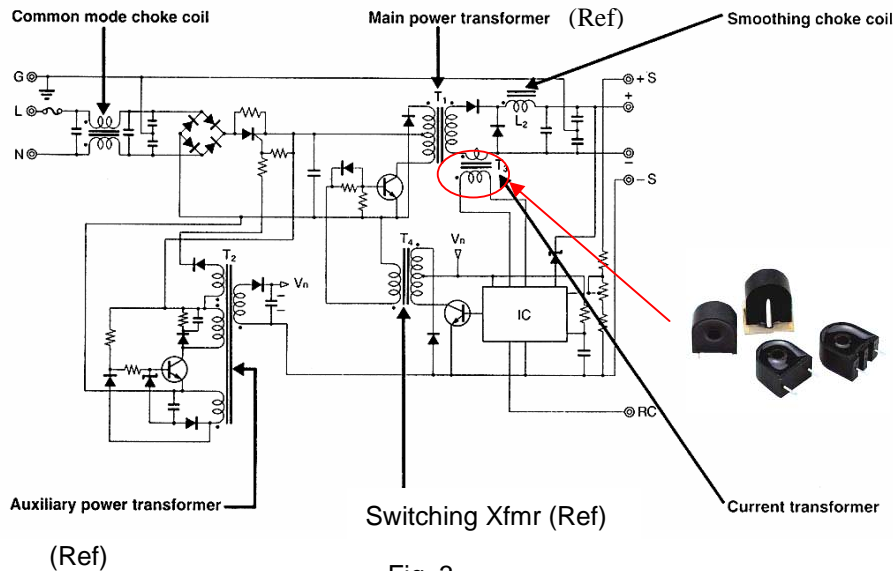 Common mode choke coil
Main power transformer (Ref)
Smoothing choke coil
G
+ S
T1
L
+
L2
N
T3
−
− S
T4
Vn
T2
Vn
IC
RC
Auxiliary power transformer
Switching Xfmr (Ref)
Current transformer
(Ref)